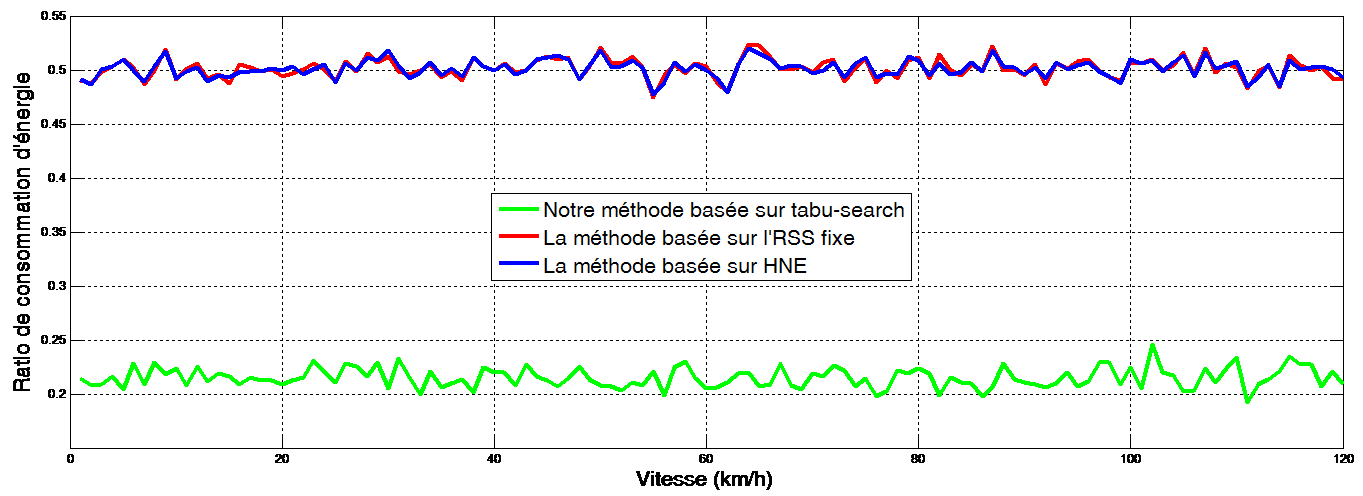 0.55
0.5
0.45
0.4
0.35
0.3
0.25
0.2
Ratio de consommation d'énergie
Notre méthode basée sur tabu-search
La méthode basée sur l'RSS fixe
La méthode basée sur HNE
0 20 40 60 80 100 120
Vitesse (km/h)